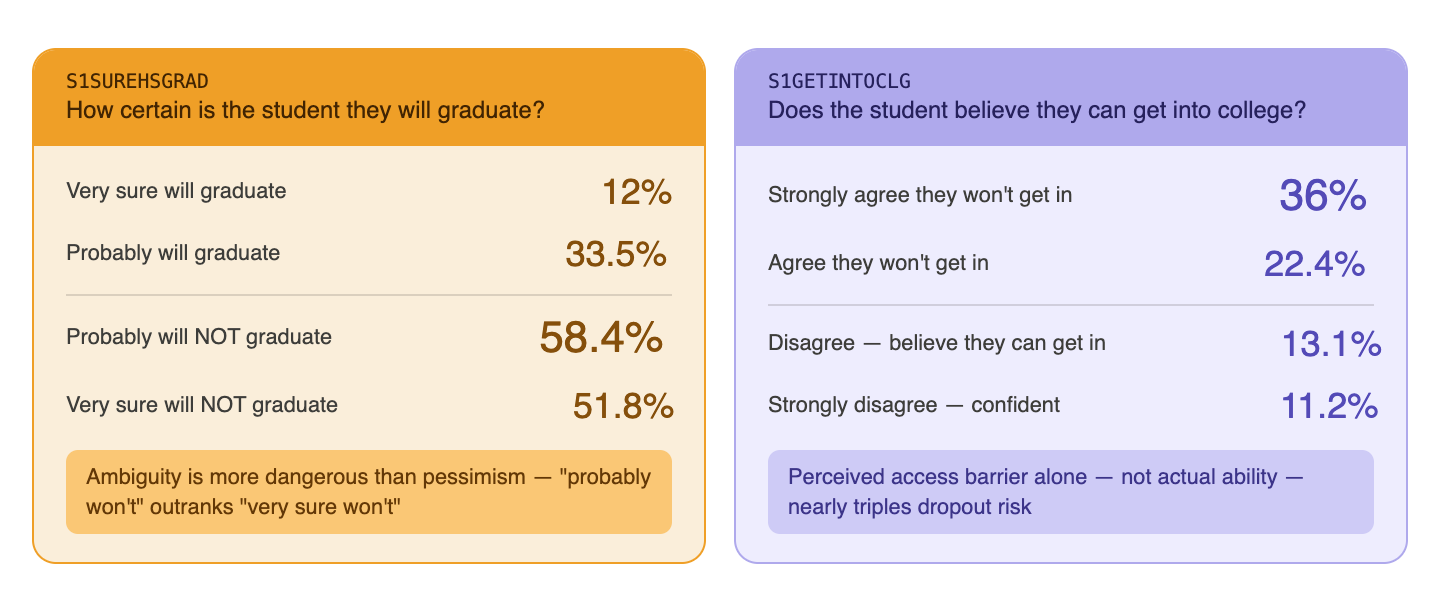 S1SUREHSGRAD
How certain is the student they will graduate?
Very sure will graduate 12%
Probably will graduate 33.5%
Probably will NOT graduate 58.4%
Very sure will NOT graduate 51.8%
Ambiguity is more dangerous than pessimism — "probably
won't" outranks "very sure won't"
S1GETINTOCLG
Does the student believe they can get into college?
Strongly agree they won't get in 36%
Agree they won't get in 22.4%
Disagree — believe they can get in 13.1%
Strongly disagree — confident 11.2%
Perceived access barrier alone — not actual ability —
nearly triples dropout risk